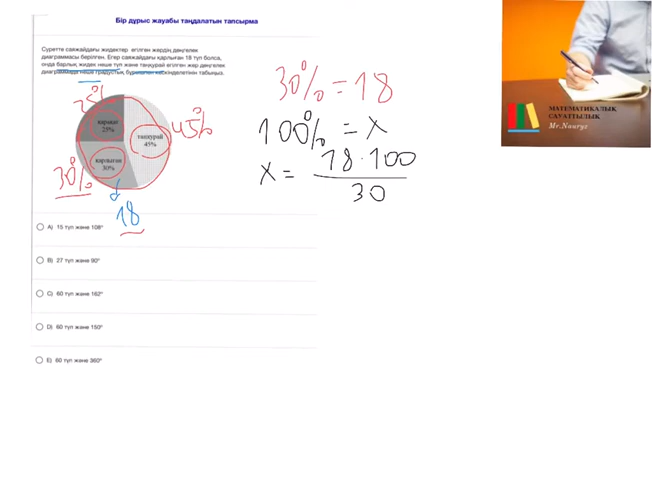 Бір дұрыс жауабы таңдалатын тапсырма
Суретте саяжайдағы жидектер егілген жердің дөңгелек
диаграммасы берілген. Егер саяжайдағы қарлыған 18 түп болса,
онда барлық жидек неше түп және таңқурай егілген жер дөңгелек
диаграммада неше градустық бұрышпен кескінделетінін табыңыз.
25%
қарақат
25%
таңқурай
45%
45%
қарлыған
30%
30%
18
30% = 18
100% = x
x = 18 · 100
30
МАТЕМАТИКАЛЫҚ
САУАТТЫЛЫҚ
Mr.Nauryz
A) 15 түп және 108°
B) 27 түп және 90°
C) 60 түп және 162°
D) 60 түп және 150°
E) 60 түп және 360°